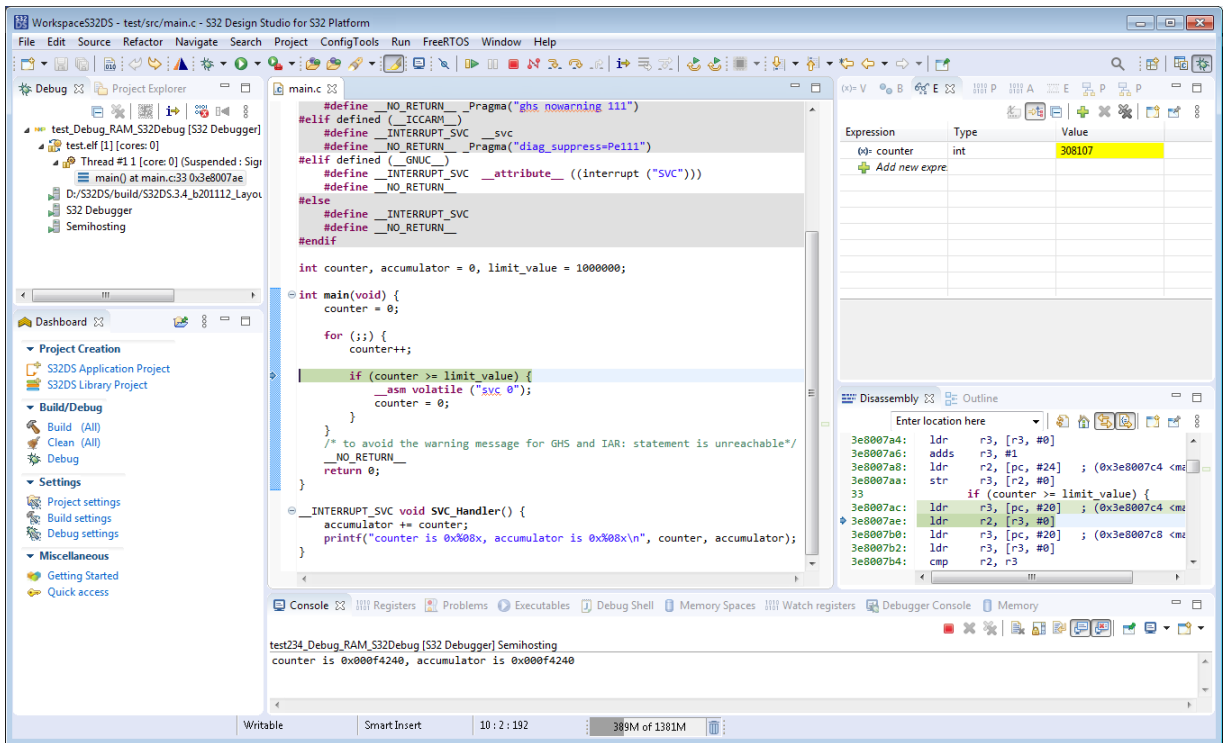 WorkspaceS32DS - test/src/main.c - S32 Design Studio for S32 Platform
File Edit Source Refactor Navigate Search Project ConfigTools Run FreeRTOS Window Help
Debug Project Explorer
test_Debug_RAM_S32Debug [S32 Debugger]
test.elf [1] [cores: 0]
Thread #1 1 [core: 0] (Suspended : Sigr
main() at main.c:33 0x3e8007ae
D:/S32DS/build/S32DS.3.4_b201112_Layou
S32 Debugger
Semihosting
Dashboard
Project Creation
S32DS Application Project
S32DS Library Project
Build/Debug
Build (All)
Clean (All)
Debug
Settings
Project settings
Build settings
Debug settings
Miscellaneous
Getting Started
Quick access
main.c
#define __NO_RETURN__ _Pragma("ghs nowarning 111")
#elif defined (__ICCARM__)
#define __INTERRUPT_SVC __svc
#define __NO_RETURN__ _Pragma("diag_suppress=Pe111")
#elif defined (__GNUC__)
#define __INTERRUPT_SVC __attribute__ ((interrupt ("SVC")))
#define __NO_RETURN__
#else
#define __INTERRUPT_SVC
#define __NO_RETURN__
#endif
int counter, accumulator = 0, limit_value = 1000000;
int main(void) {
counter = 0;
for (;;) {
counter++;
if (counter >= limit_value) {
__asm volatile ("svc 0");
counter = 0;
}
}
/* to avoid the warning message for GHS and IAR: statement is unreachable*/
__NO_RETURN__
return 0;
}
__INTERRUPT_SVC void SVC_Handler() {
accumulator += counter;
printf("counter is 0x%08x, accumulator is 0x%08x\n", counter, accumulator);
}
(x)= V B E P A E P P
Expression Type Value
(x)= counter int 308107
Add new expre
Disassembly Outline
Enter location here
3e8007a4: ldr r3, [r3, #0]
3e8007a6: adds r3, #1
3e8007a8: ldr r2, [pc, #24] ; (0x3e8007c4 <ma
3e8007aa: str r3, [r2, #0]
33 if (counter >= limit_value) {
3e8007ac: ldr r3, [pc, #20] ; (0x3e8007c4 <ma
3e8007ae: ldr r2, [r3, #0]
3e8007b0: ldr r3, [pc, #20] ; (0x3e8007c8 <ma
3e8007b2: ldr r3, [r3, #0]
3e8007b4: cmp r2, r3
Console Registers Problems Executables Debug Shell Memory Spaces Watch registers Debugger Console Memory
test234_Debug_RAM_S32Debug [S32 Debugger] Semihosting
counter is 0x000f4240, accumulator is 0x000f4240
Writable Smart Insert 10 : 2 : 192 389M of 1381M